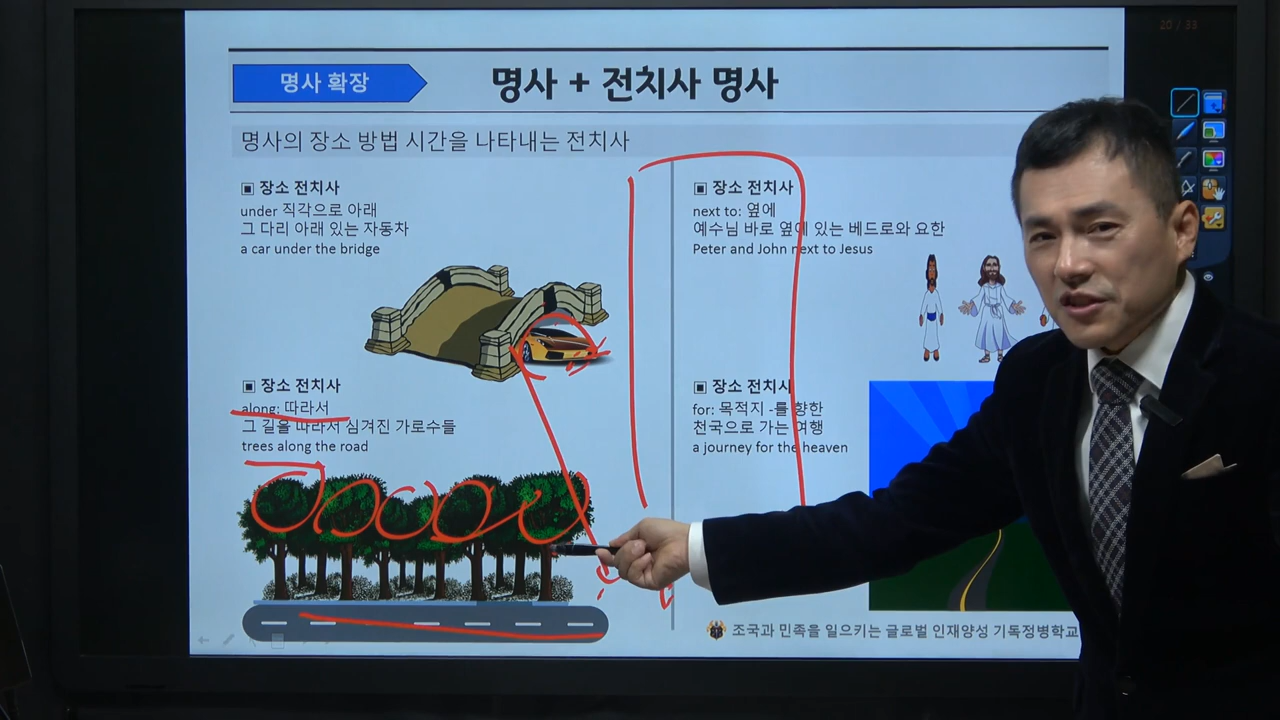 20 / 33
명사 확장
명사 + 전치사 명사
명사의 장소 방법 시간을 나타내는 전치사
▣ 장소 전치사
under 직각으로 아래
그 다리 아래 있는 자동차
a car under the bridge
▣ 장소 전치사
along: 따라서
그 길을 따라서 심겨진 가로수들
trees along the road
▣ 장소 전치사
next to: 옆에
예수님 바로 옆에 있는 베드로와 요한
Peter and John next to Jesus
▣ 장소 전치사
for: 목적지 -를 향한
천국으로 가는 여행
a journey for the heaven
조국과 민족을 일으키는 글로벌 인재양성 기독정병학교